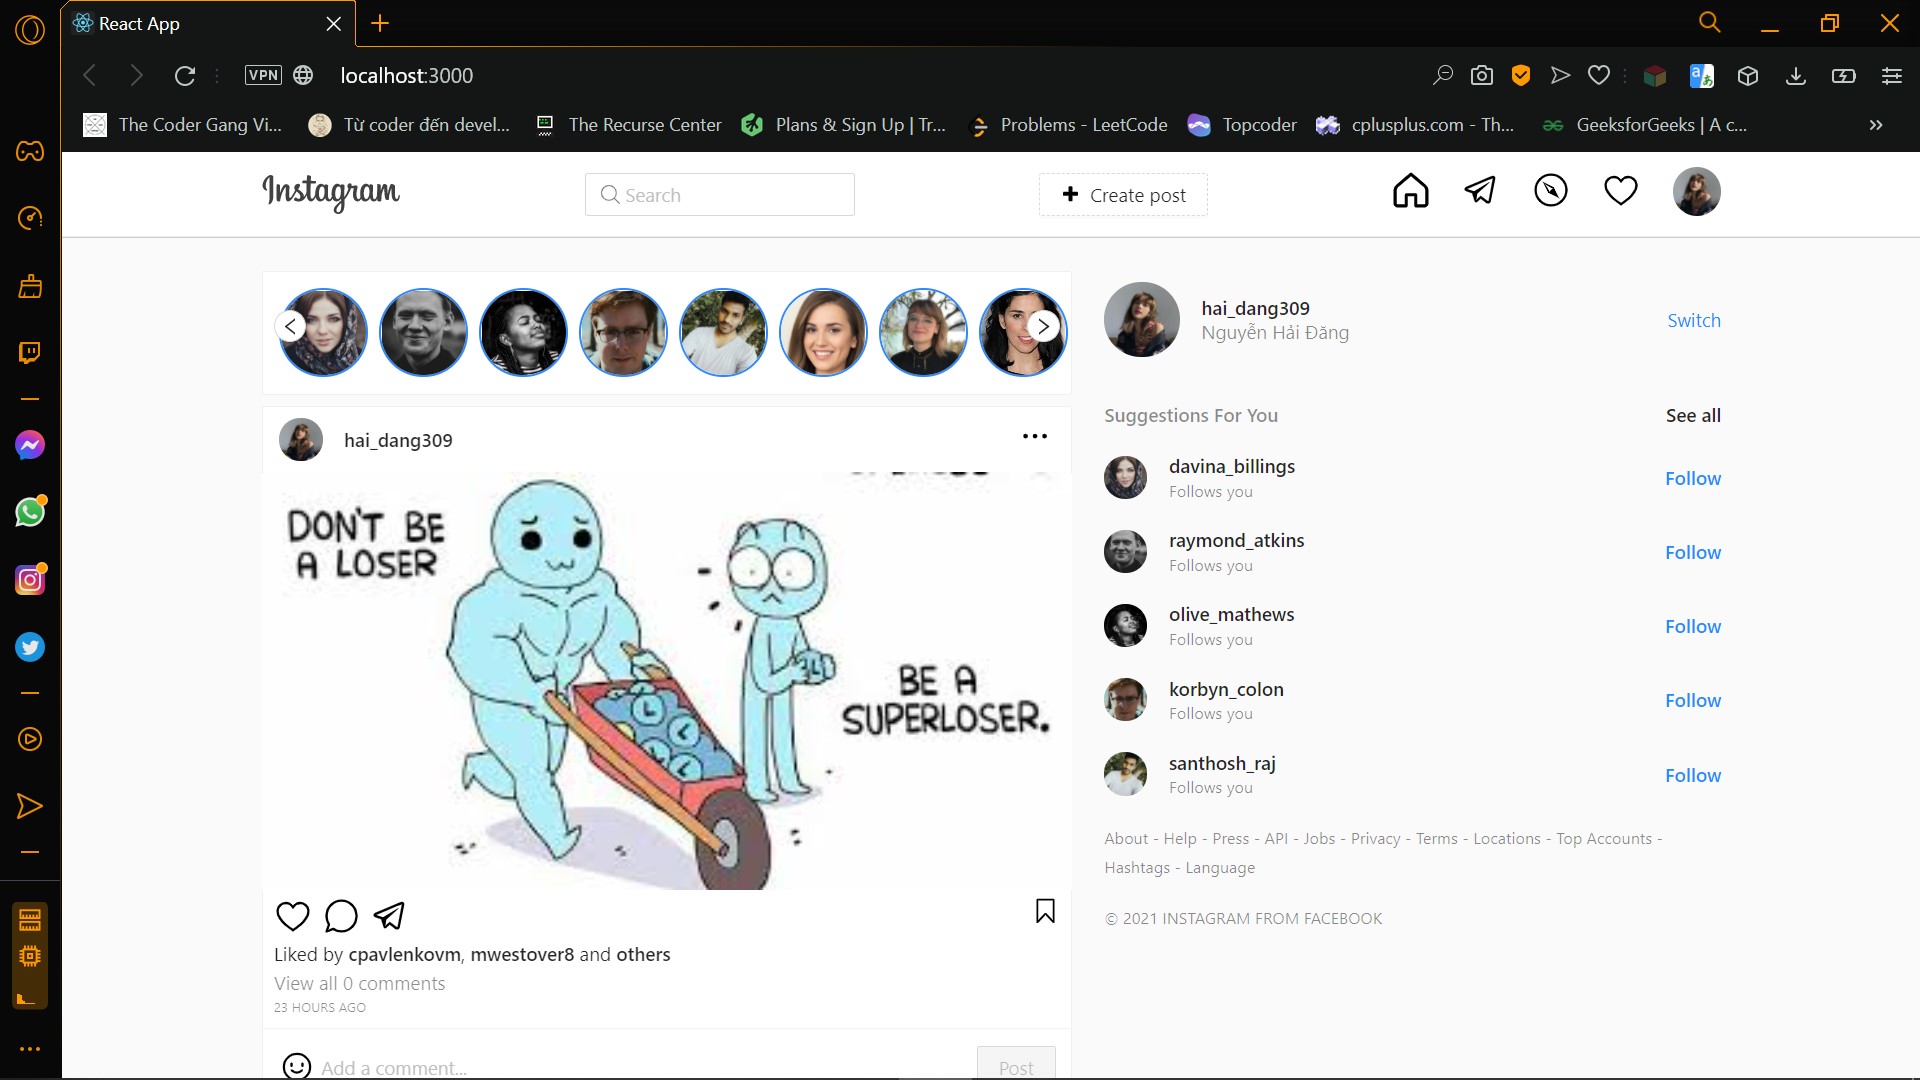 React App
VPN
localhost:3000
The Coder Gang Vi...
Từ coder đến devel...
The Recurse Center
Plans & Sign Up | Tr...
Problems - LeetCode
Topcoder
cplusplus.com - Th...
GeeksforGeeks | A c...
Instagram
Search
Create post
hai_dang309
Nguyễn Hải Đăng
Switch
hai_dang309
DON'T BE
A LOSER
BE A
SUPERLOSER.
Liked by cpavlenkovm, mwestover8 and others
View all 0 comments
23 HOURS AGO
Add a comment...
Post
Suggestions For You
See all
davina_billings
Follows you
Follow
raymond_atkins
Follows you
Follow
olive_mathews
Follows you
Follow
korbyn_colon
Follows you
Follow
santhosh_raj
Follows you
Follow
About - Help - Press - API - Jobs - Privacy - Terms - Locations - Top Accounts -
Hashtags - Language
© 2021 INSTAGRAM FROM FACEBOOK